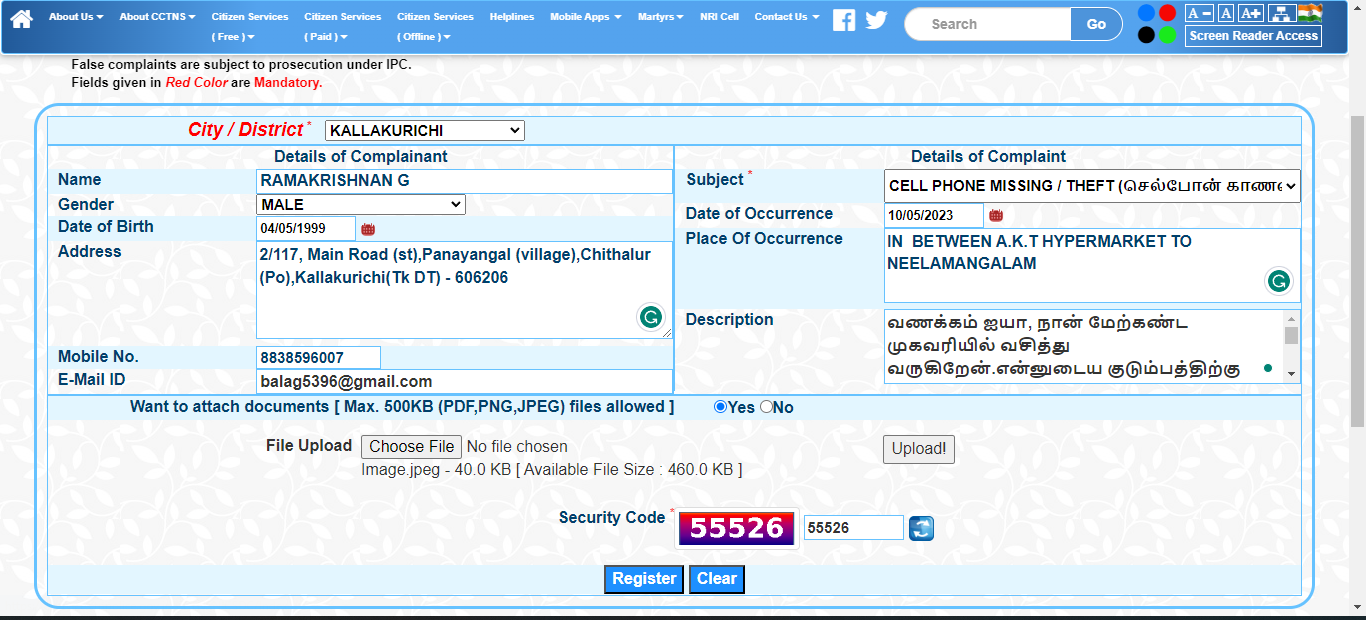 About Us
About CCTNS
Citizen Services
( Free )
Citizen Services
( Paid )
Citizen Services
( Offline )
Helplines
Mobile Apps
Martyrs
NRI Cell
Contact Us
Search
Go
A -
A
A+
Screen Reader Access
False complaints are subject to prosecution under IPC.
Fields given in Red Color are Mandatory.
City / District * KALLAKURICHI
Details of Complainant
Name RAMAKRISHNAN G
Gender MALE
Date of Birth 04/05/1999
Address 2/117, Main Road (st),Panayangal (village),Chithalur
(Po),Kallakurichi(Tk DT) - 606206
Mobile No. 8838596007
E-Mail ID balag5396@gmail.com
Details of Complaint
Subject * CELL PHONE MISSING / THEFT (செல்போன்
Date of Occurrence 10/05/2023
Place Of Occurrence IN BETWEEN A.K.T HYPERMARKET TO
NEELAMANGALAM
Description வணக்கம் ஐயா, நான் மேற்கண்ட
முகவரியில் வசித்து
வருகிறேன்.என்னுடைய குடும்பத்திற்கு
Want to attach documents [ Max. 500KB (PDF,PNG,JPEG) files allowed ] Yes No
File Upload Choose File No file chosen Upload!
Image.jpeg - 40.0 KB [ Available File Size : 460.0 KB ]
Security Code * 55526 55526
Register Clear